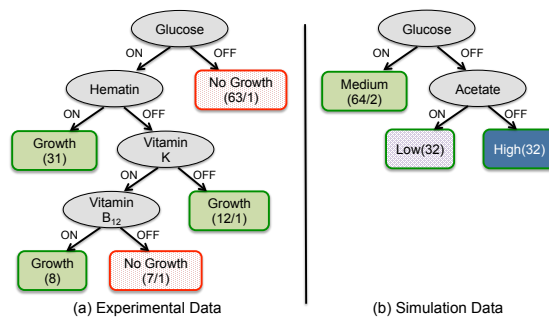 Glucose
ON
OFF
Hematin
No Growth
(63/1)
ON
OFF
Growth
(31)
Vitamin
K
ON
OFF
Vitamin
B₁₂
Growth
(12/1)
ON
OFF
Growth
(8)
No Growth
(7/1)
(a) Experimental Data
Glucose
ON
OFF
Medium
(64/2)
Acetate
ON
OFF
Low(32)
High(32)
(b) Simulation Data